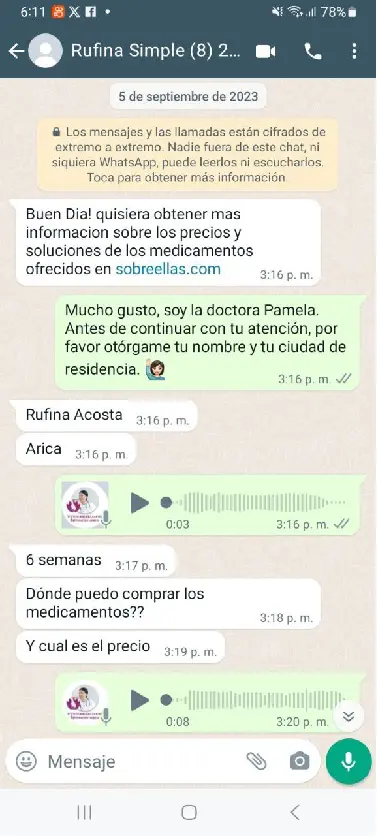 6:11
78%
Rufina Simple (8) 2...
5 de septiembre de 2023
Los mensajes y las llamadas están cifrados de
extremo a extremo. Nadie fuera de este chat, ni
siquiera WhatsApp, puede leerlos ni escucharlos.
Toca para obtener más información.
Buen Dia! quisiera obtener mas
informacion sobre los precios y
soluciones de los medicamentos
ofrecidos en sobreellas.com
3:16 p. m.
Mucho gusto, soy la doctora Pamela.
Antes de continuar con tu atención, por
favor otórgame tu nombre y tu ciudad de
residencia.
3:16 p. m.
Rufina Acosta 3:16 p. m.
Arica 3:16 p. m.
0:03 3:16 p. m.
6 semanas 3:17 p. m.
Dónde puedo comprar los
medicamentos??
3:18 p. m.
Y cual es el precio 3:19 p. m.
0:08 3:20 p. m.
Mensaje